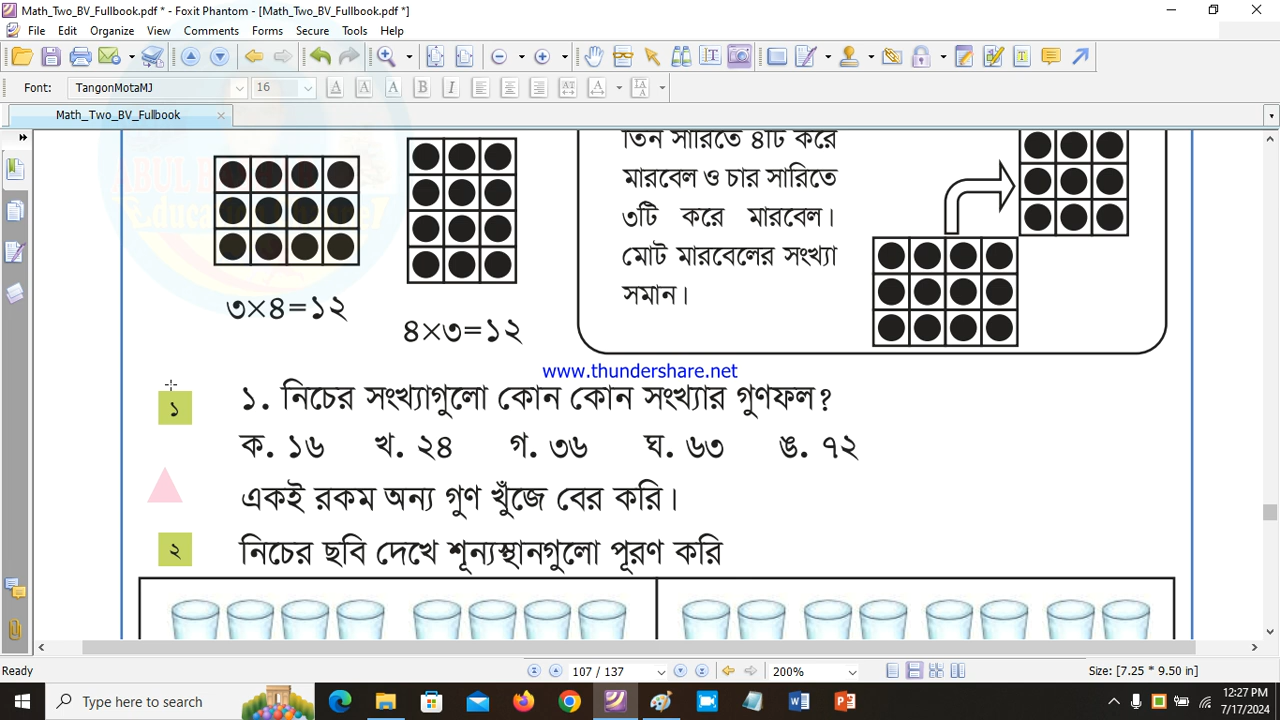 Math_Two_BV_Fullbook.pdf * - Foxit Phantom - [Math_Two_BV_Fullbook.pdf *]
File Edit Organize View Comments Forms Secure Tools Help
Font: TangonMotaMJ 16
Math_Two_BV_Fullbook
তিন সারিতে ৪টি করে
মারবেল ও চার সারিতে
৩টি করে মারবেল।
মোট মারবেলের সংখ্যা
সমান।
৩×৪=১২
৪×৩=১২
www.thundershare.net
১
১. নিচের সংখ্যাগুলো কোন কোন সংখ্যার গুণফল?
ক. ১৬ খ. ২৪ গ. ৩৬ ঘ. ৬৩ ঙ. ৭২
একই রকম অন্য গুণ খুঁজে বের করি।
২
নিচের ছবি দেখে শূন্যস্থানগুলো পূরণ করি
Ready 107 / 137 200% Size: [7.25 * 9.50 in]
Type here to search
12:27 PM
7/17/2024